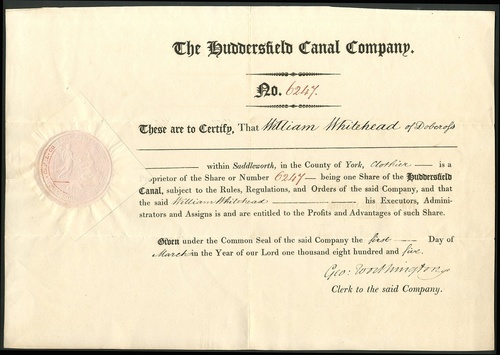 The Huddersfield Canal Company.
No. 6247.
These are to Certify, That William Whitehead of Dobcross
within Saddleworth, in the County of York, Clothier is a
Proprietor of the Share or Number 6247 being one Share of the Huddersfield
Canal, subject to the Rules, Regulations, and Orders of the said Company, and that
the said William Whitehead his Executors, Admini-
strators and Assigns is and are entitled to the Profits and Advantages of such Share.
Given under the Common Seal of the said Company the first Day of
March in the Year of our Lord one thousand eight hundred and five.
Geo: Worthington
Clerk to the said Company.